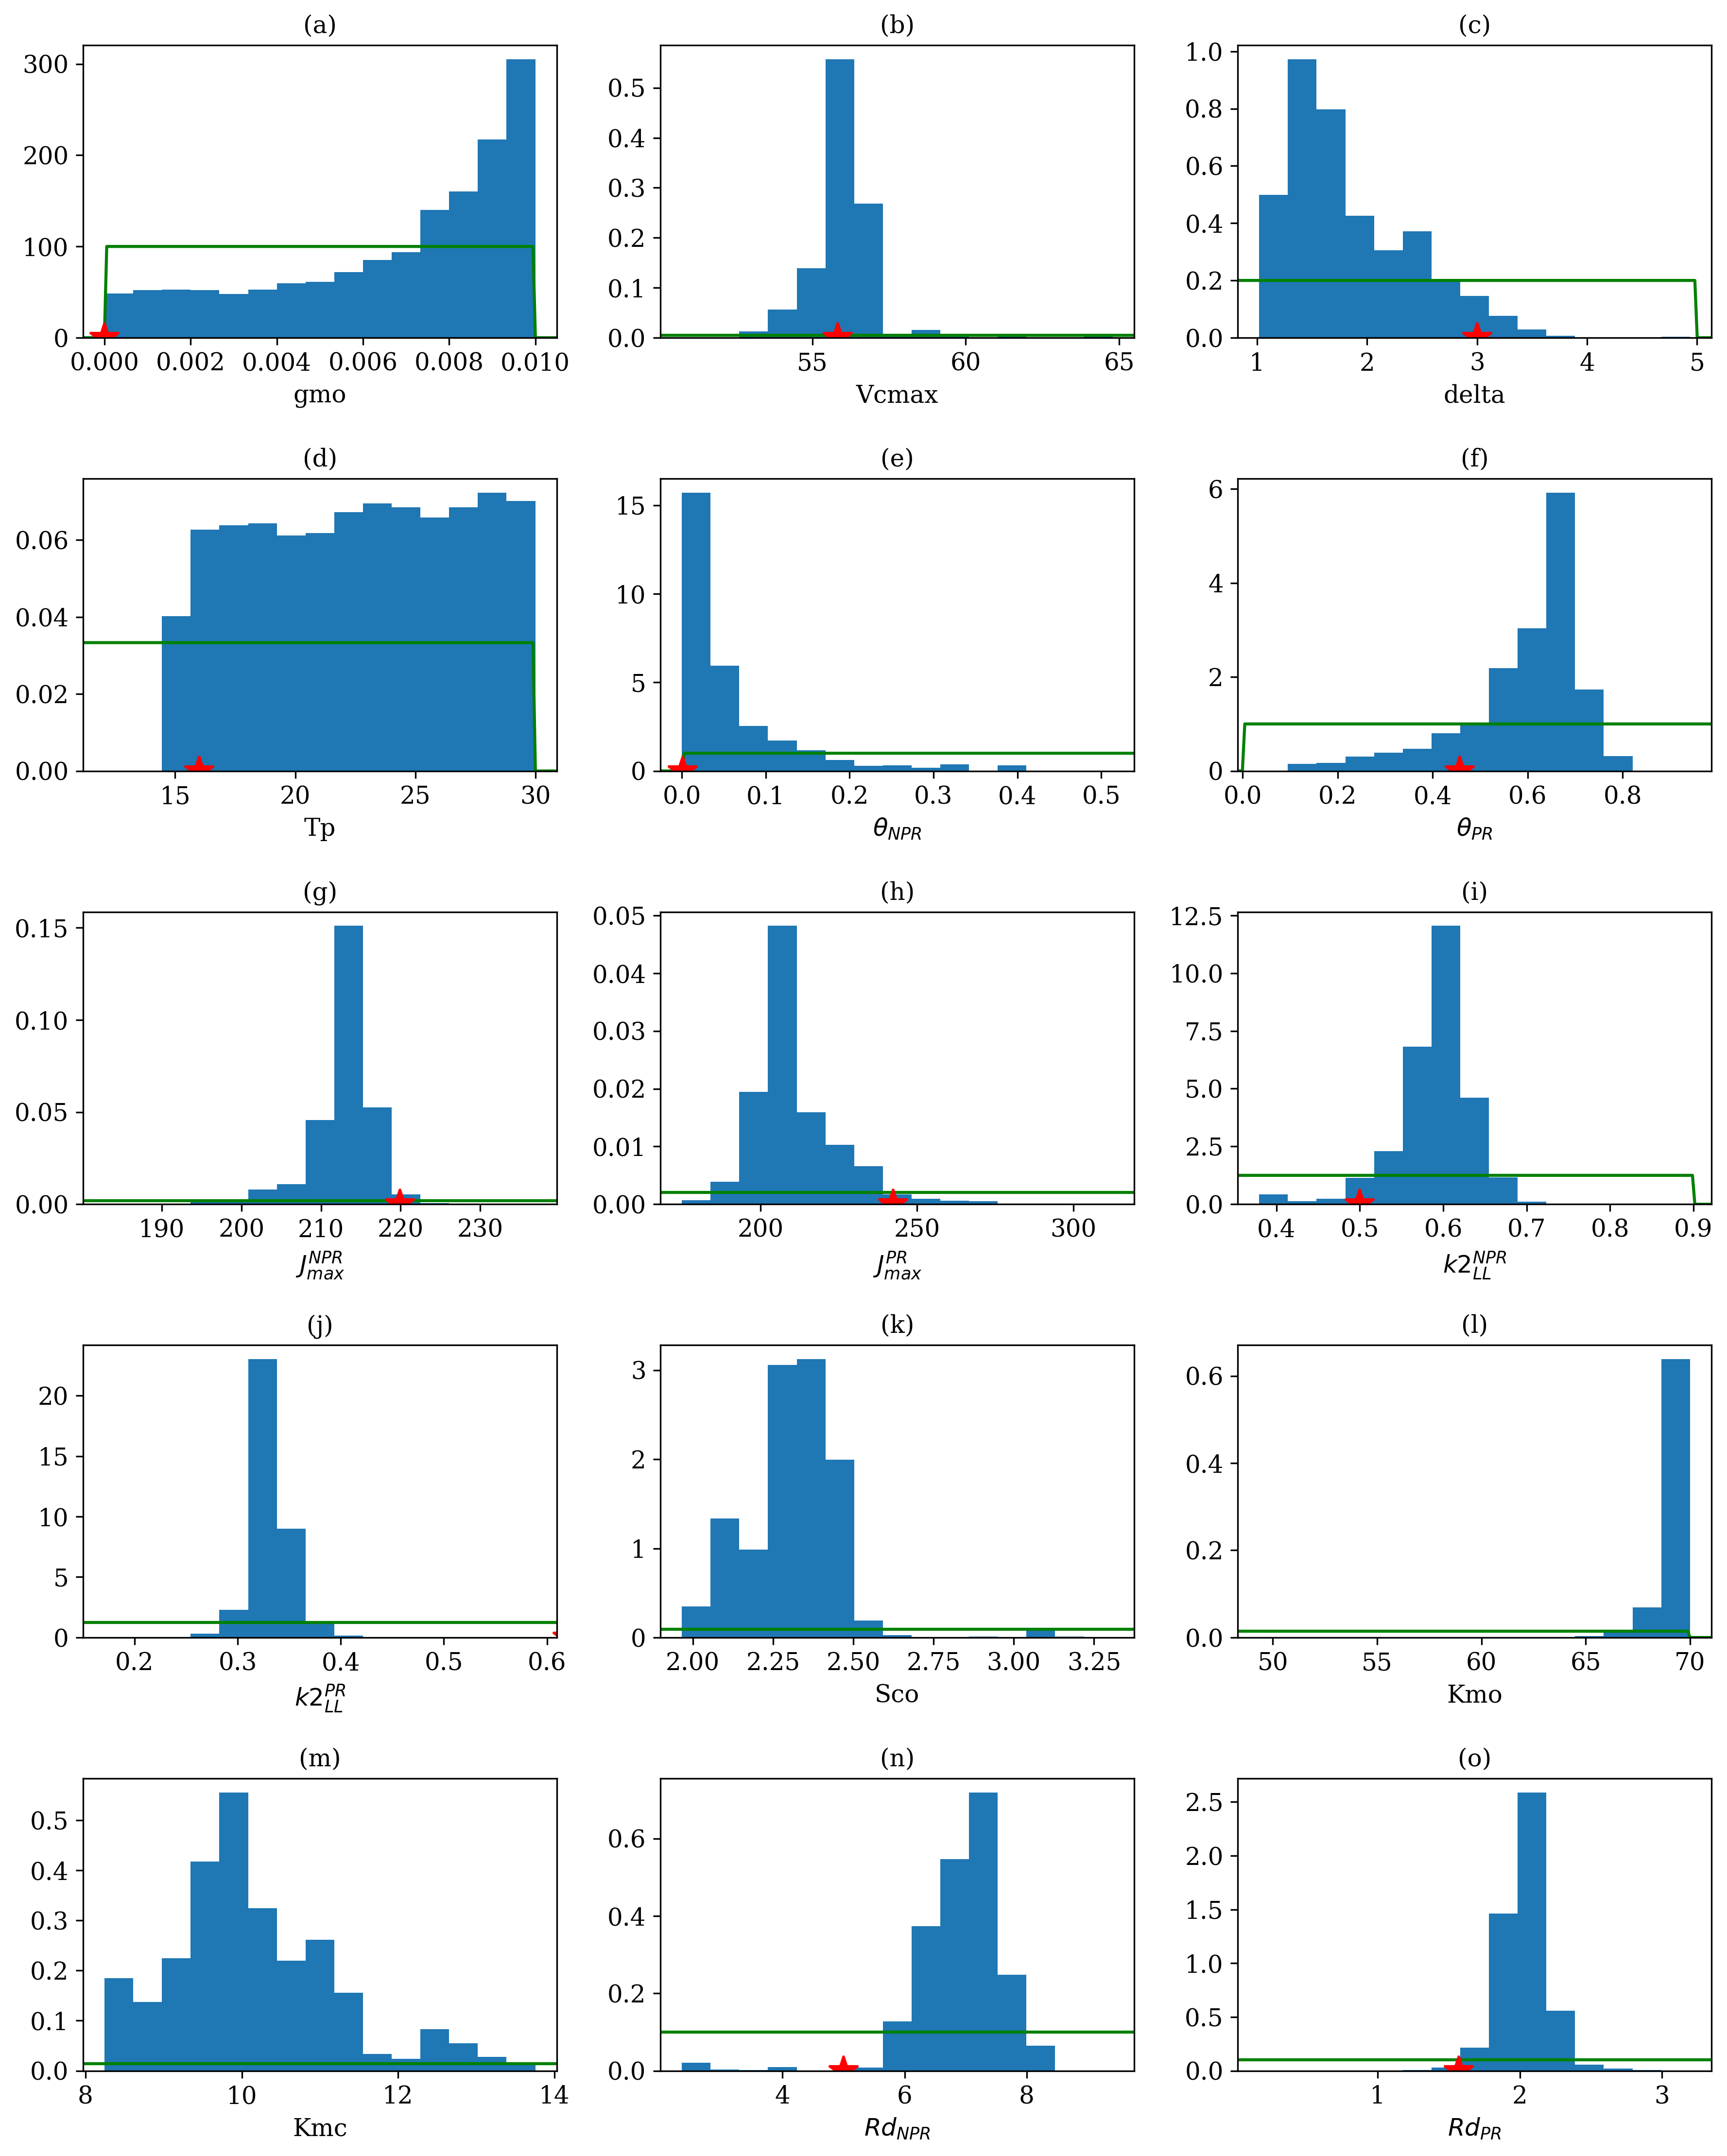 (a)
300
200
100
0
0.000 0.002 0.004 0.006 0.008 0.010
gmo
(b)
0.5
0.4
0.3
0.2
0.1
0.0
55 60 65
Vcmax
(c)
1.0
0.8
0.6
0.4
0.2
0.0
1 2 3 4 5
delta
(d)
0.06
0.04
0.02
0.00
15 20 25 30
Tp
(e)
15
10
5
0
0.0 0.1 0.2 0.3 0.4 0.5
θ_NPR
(f)
6
4
2
0
0.0 0.2 0.4 0.6 0.8
θ_PR
(g)
0.15
0.10
0.05
0.00
190 200 210 220 230
J_max^NPR
(h)
0.05
0.04
0.03
0.02
0.01
0.00
200 250 300
J_max^PR
(i)
12.5
10.0
7.5
5.0
2.5
0.0
0.4 0.5 0.6 0.7 0.8 0.9
k2_LL^NPR
(j)
20
15
10
5
0
0.2 0.3 0.4 0.5 0.6
k2_LL^PR
(k)
3
2
1
0
2.00 2.25 2.50 2.75 3.00 3.25
Sco
(l)
0.6
0.4
0.2
0.0
50 55 60 65 70
Kmo
(m)
0.5
0.4
0.3
0.2
0.1
0.0
8 10 12 14
Kmc
(n)
0.6
0.4
0.2
0.0
4 6 8
Rd_NPR
(o)
2.5
2.0
1.5
1.0
0.5
0.0
1 2 3
Rd_PR